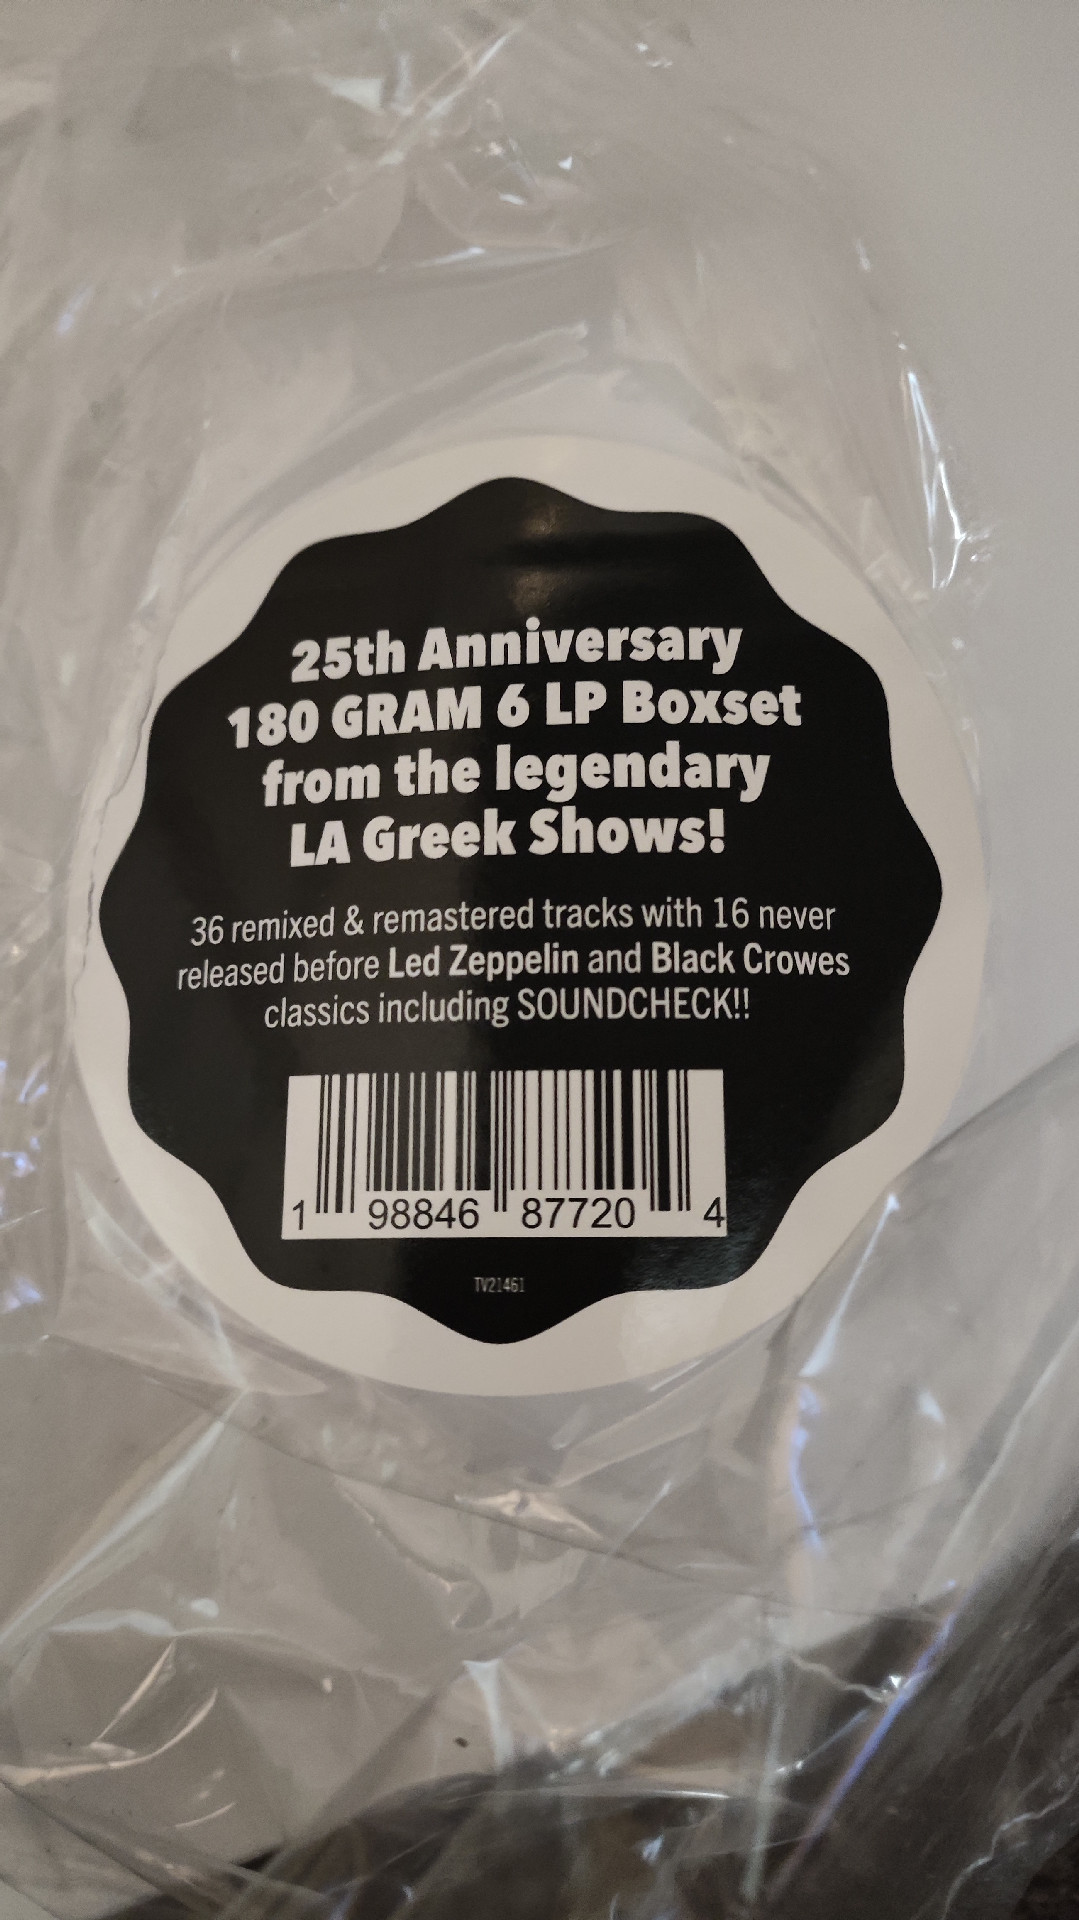 25th Anniversary
180 GRAM 6 LP Boxset
from the legendary
LA Greek Shows!
36 remixed & remastered tracks with 16 never
released before Led Zeppelin and Black Crowes
classics including SOUNDCHECK!!
1 98846 87720 4
TV21461